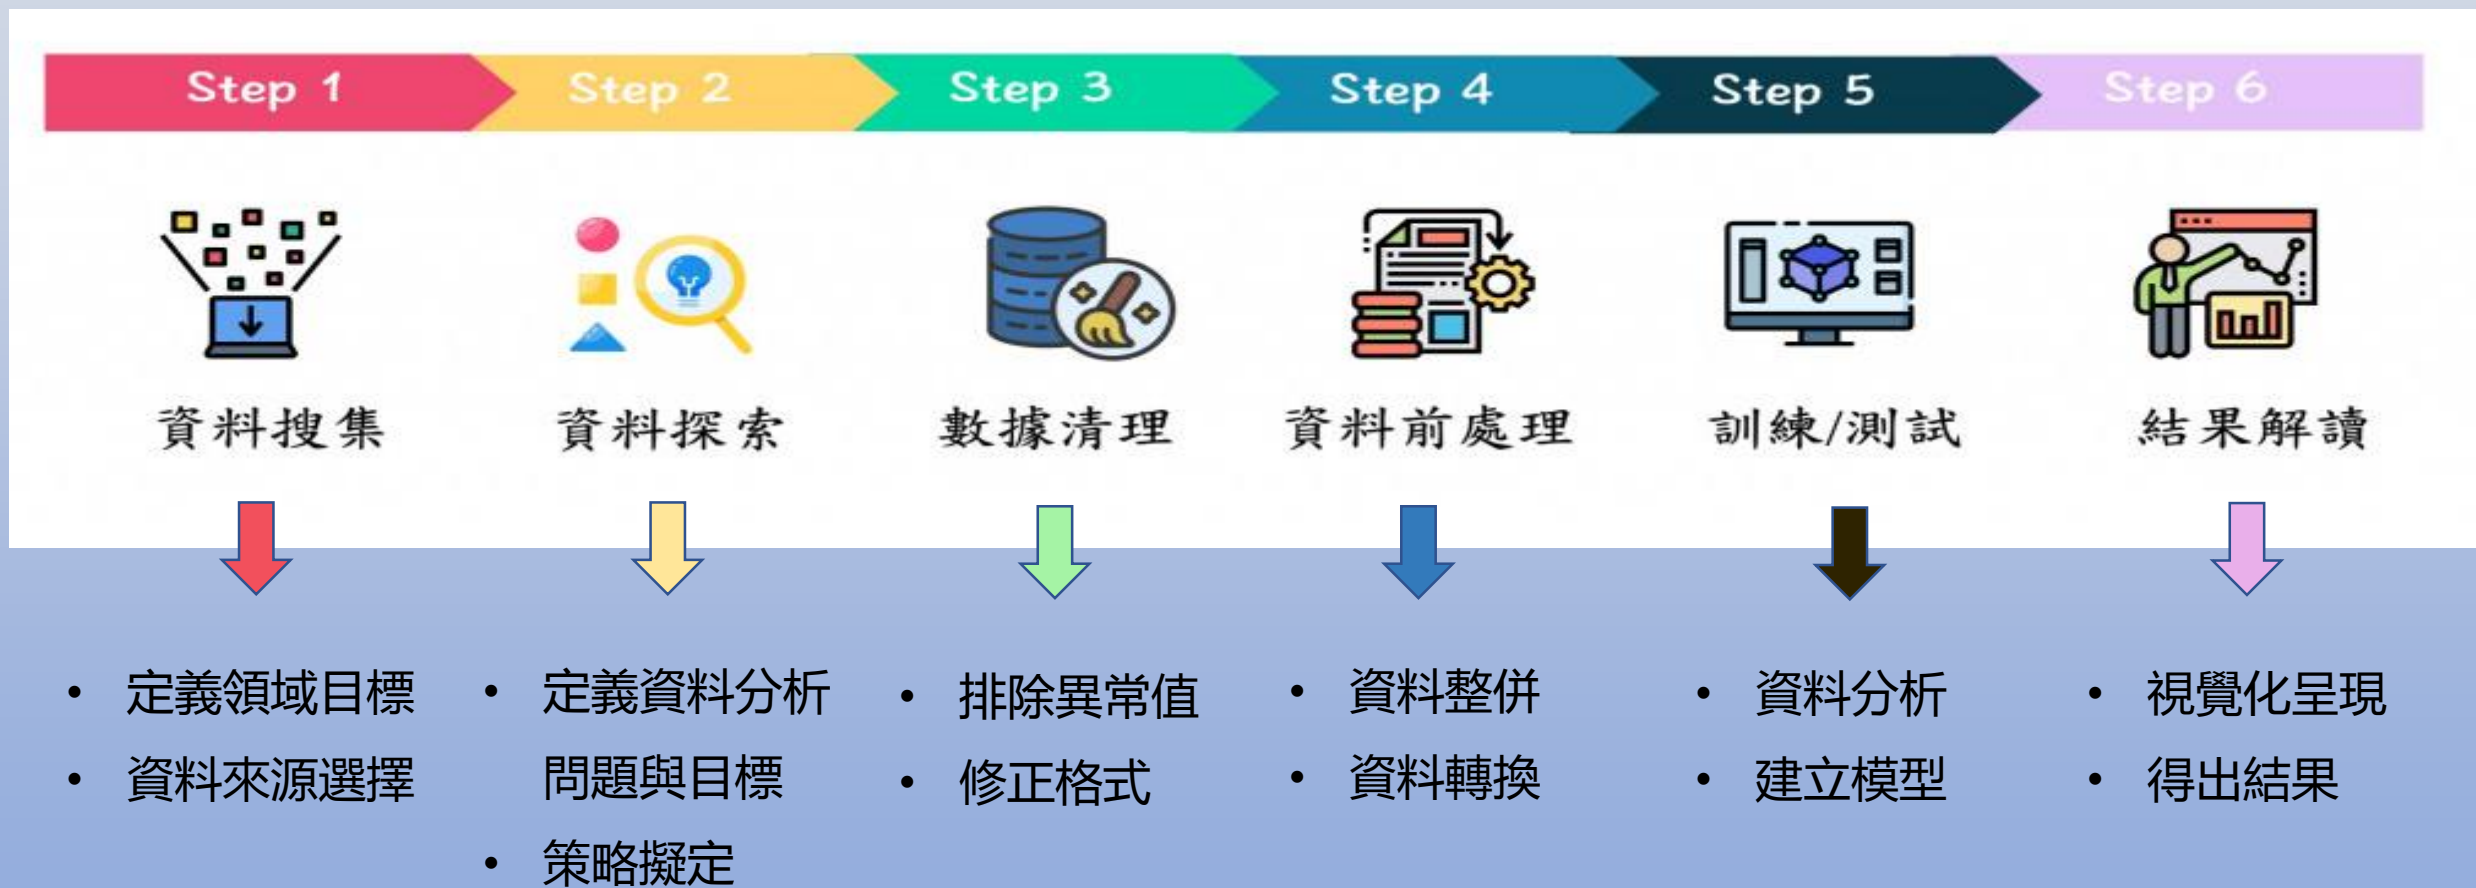 Step 1
Step 2
Step 3
Step 4
Step 5
Step 6
資料搜集
資料探索
數據清理
資料前處理
訓練/測試
結果解讀
• 定義領域目標
• 資料來源選擇
• 定義資料分析
問題與目標
• 策略擬定
• 排除異常值
• 修正格式
• 資料整併
• 資料轉換
• 資料分析
• 建立模型
• 視覺化呈現
• 得出結果